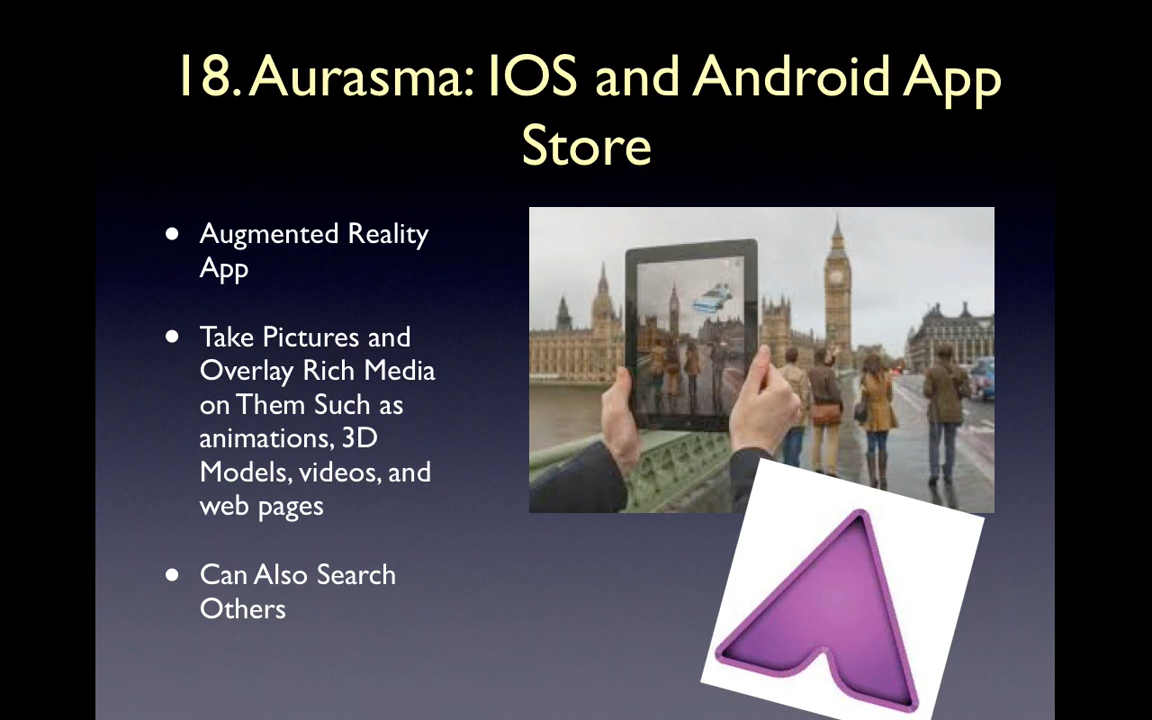 18. Aurasma: IOS and Android App
Store
• Augmented Reality
App
• Take Pictures and
Overlay Rich Media
on Them Such as
animations, 3D
Models, videos, and
web pages
• Can Also Search
Others